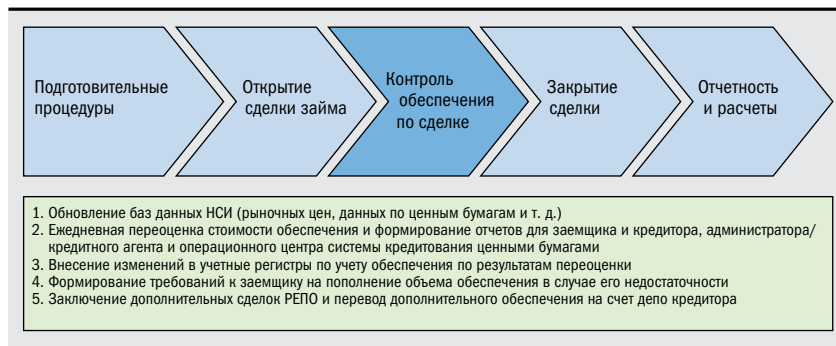 Подготовительные
процедуры
Открытие
сделки займа
Контроль
обеспечения
по сделке
Закрытие
сделки
Отчетность
и расчеты
1. Обновление баз данных НСИ (рыночных цен, данных по ценным бумагам и т. д.)
2. Ежедневная переоценка стоимости обеспечения и формирование отчетов для заемщика и кредитора, администратора/
кредитного агента и операционного центра системы кредитования ценными бумагами
3. Внесение изменений в учетные регистры по учету обеспечения по результатам переоценки
4. Формирование требований к заемщику на пополнение объема обеспечения в случае его недостаточности
5. Заключение дополнительных сделок РЕПО и перевод дополнительного обеспечения на счет депо кредитора